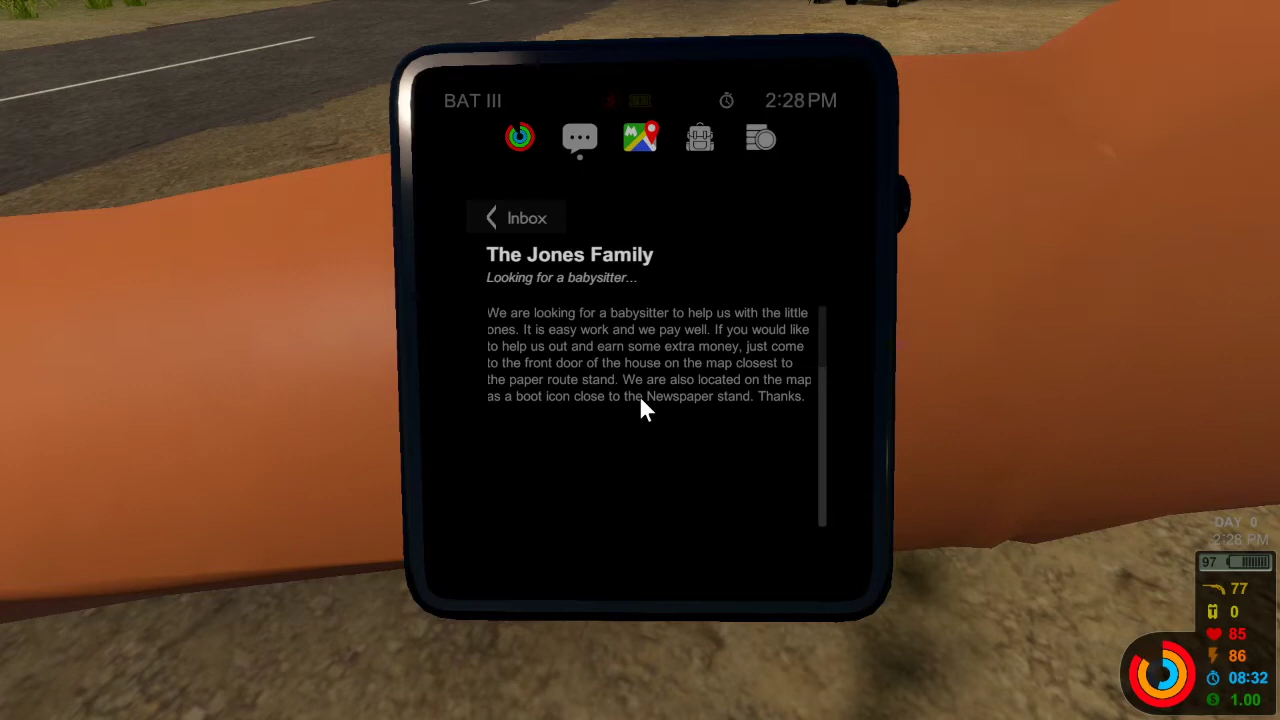 BAT III
2:28 PM
Inbox
The Jones Family
Looking for a babysitter...
We are looking for a babysitter to help us with the little
ones. It is easy work and we pay well. If you would like
to help us out and earn some extra money, just come
to the front door of the house on the map closest to
the paper route stand. We are also located on the map
as a boot icon close to the Newspaper stand. Thanks.
DAY 0
2:28 PM
97
77
0
85
86
08:32
1.00